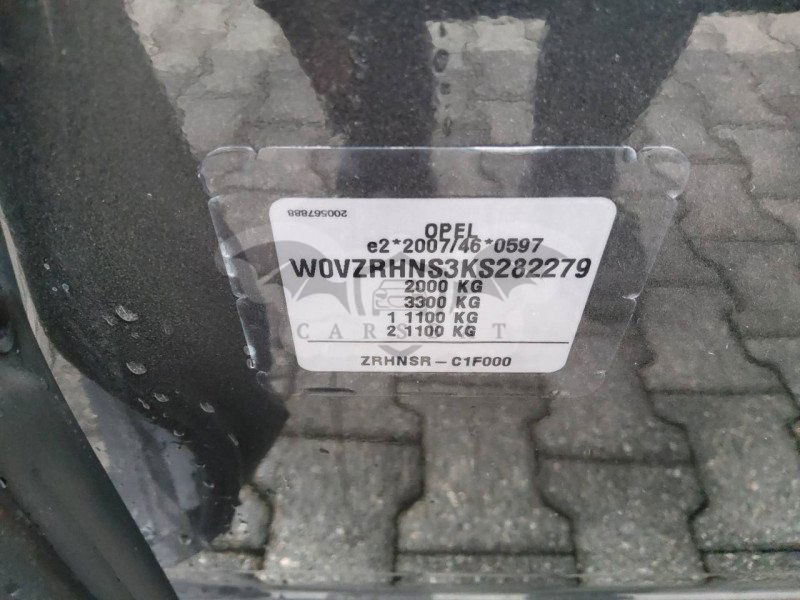 200567888
OPEL
e2*2007/46*0597
W0VZRHNS3KS282279
2000 KG
3300 KG
1 1100 KG
2 1100 KG
ZRHNSR – C1F000